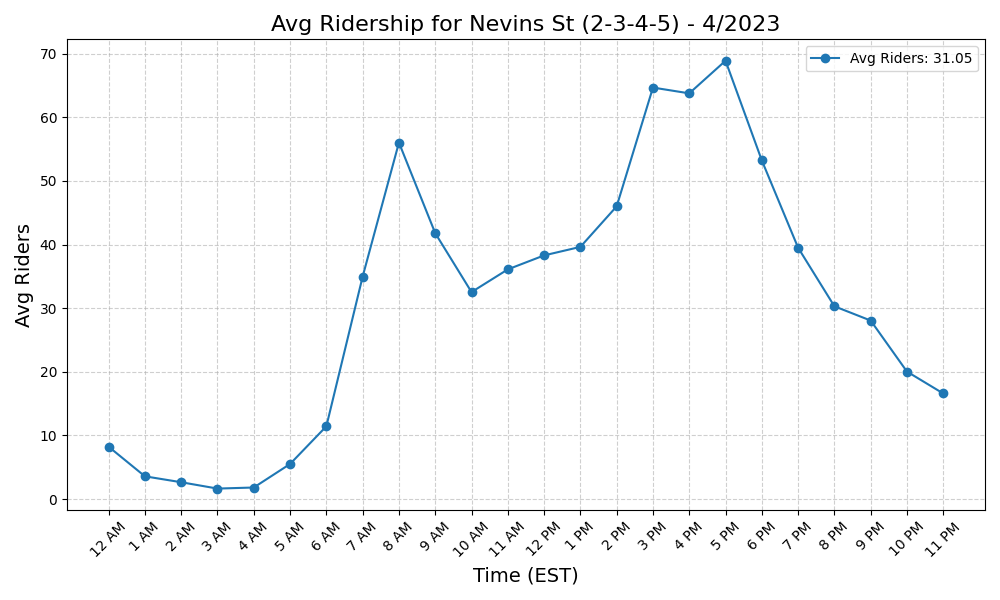 Avg Ridership for Nevins St (2-3-4-5) - 4/2023
Avg Riders: 31.05
Avg Riders
70
60
50
40
30
20
10
0
12 AM
1 AM
2 AM
3 AM
4 AM
5 AM
6 AM
7 AM
8 AM
9 AM
10 AM
11 AM
12 PM
1 PM
2 PM
3 PM
4 PM
5 PM
6 PM
7 PM
8 PM
9 PM
10 PM
11 PM
Time (EST)